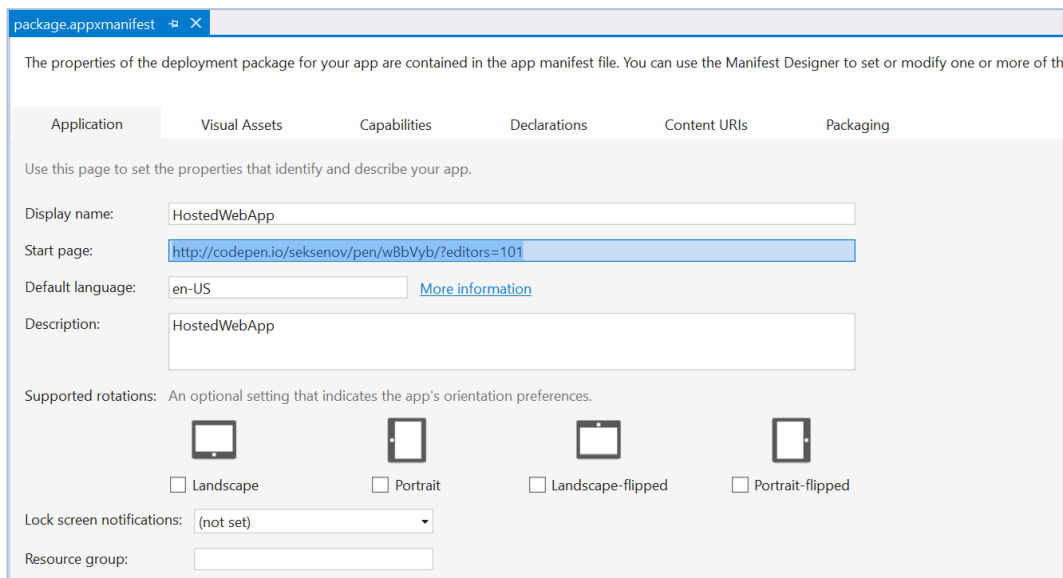 package.appxmanifest
The properties of the deployment package for your app are contained in the app manifest file. You can use the Manifest Designer to set or modify one or more of th
Application Visual Assets Capabilities Declarations Content URIs Packaging
Use this page to set the properties that identify and describe your app.
Display name: HostedWebApp
Start page: http://codepen.io/seksenov/pen/wBbVyb/?editors=101
Default language: en-US More information
Description: HostedWebApp
Supported rotations: An optional setting that indicates the app's orientation preferences.
Landscape Portrait Landscape-flipped Portrait-flipped
Lock screen notifications: (not set)
Resource group: